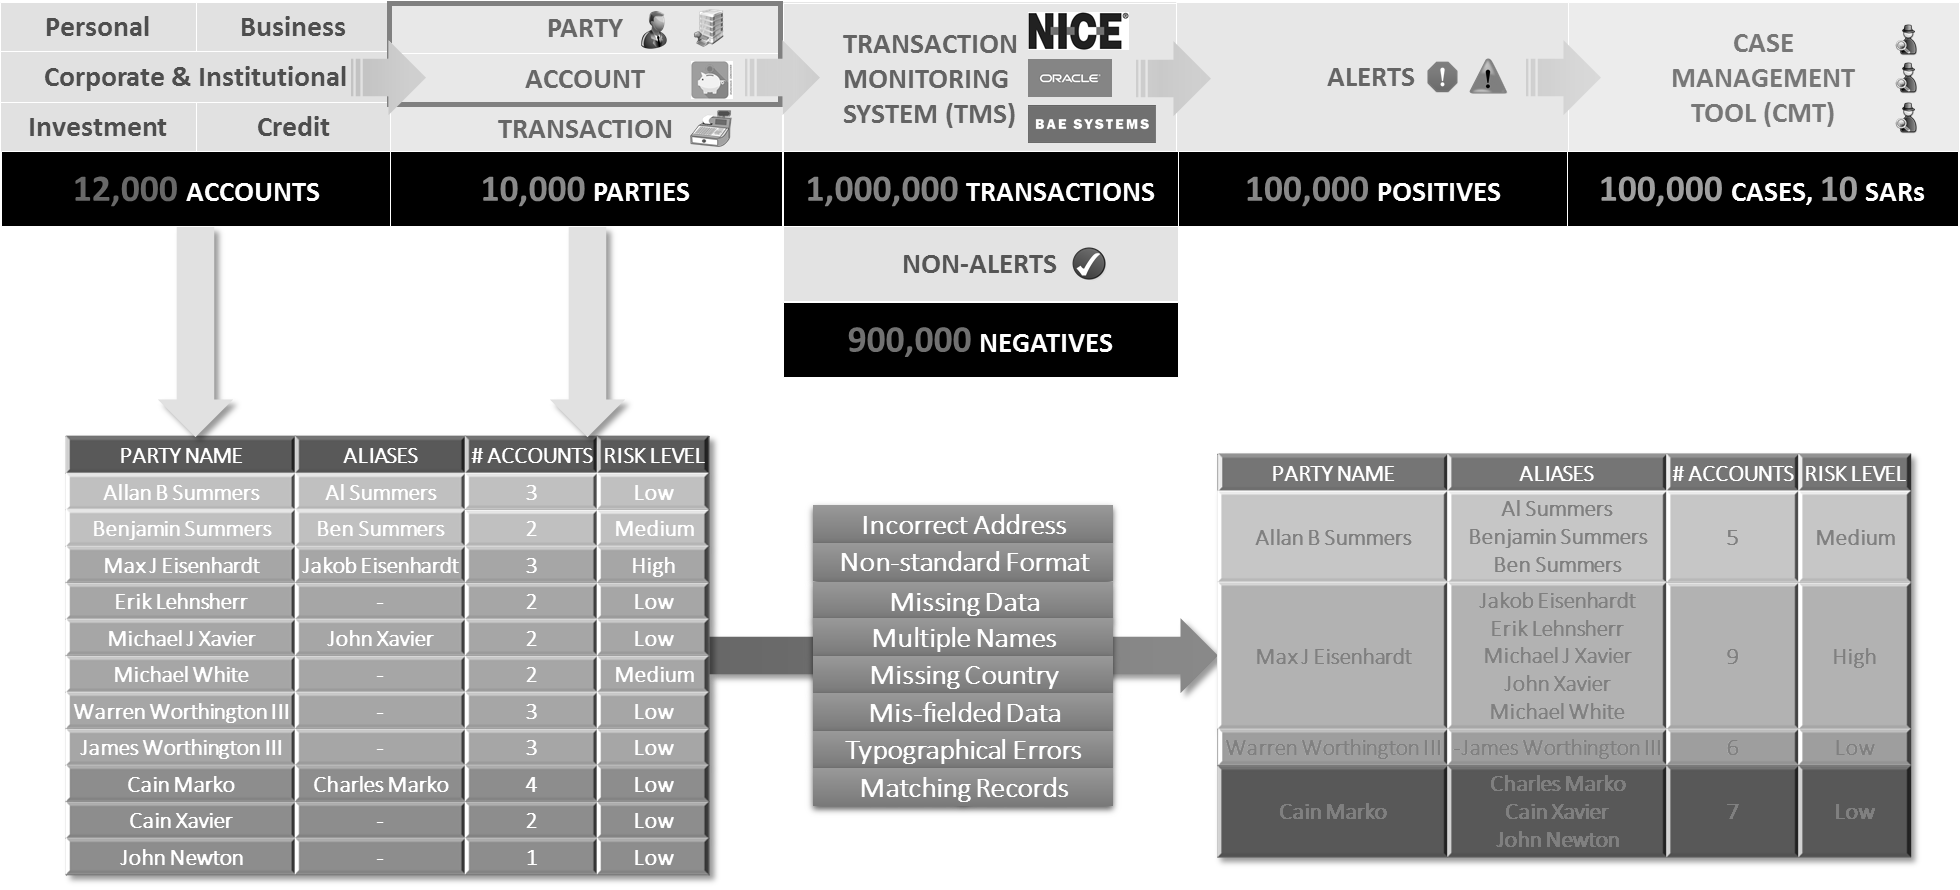 Personal Business
Corporate & Institutional
Investment Credit
PARTY
ACCOUNT
TRANSACTION
TRANSACTION
MONITORING
SYSTEM (TMS)
NICE®
ORACLE
BAE SYSTEMS
ALERTS
CASE
MANAGEMENT
TOOL (CMT)
12,000 ACCOUNTS
10,000 PARTIES
1,000,000 TRANSACTIONS
100,000 POSITIVES
100,000 CASES, 10 SARs
NON-ALERTS
900,000 NEGATIVES
PARTY NAME ALIASES # ACCOUNTS RISK LEVEL
Allan B Summers Al Summers 3 Low
Benjamin Summers Ben Summers 2 Medium
Max J Eisenhardt Jakob Eisenhardt 3 High
Erik Lehnsherr - 2 Low
Michael J Xavier John Xavier 2 Low
Michael White - 2 Medium
Warren Worthington III - 3 Low
James Worthington III - 3 Low
Cain Marko Charles Marko 4 Low
Cain Xavier - 2 Low
John Newton - 1 Low
Incorrect Address
Non-standard Format
Missing Data
Multiple Names
Missing Country
Mis-fielded Data
Typographical Errors
Matching Records
PARTY NAME ALIASES # ACCOUNTS RISK LEVEL
Al Summers
Allan B Summers Benjamin Summers 5 Medium
Ben Summers
Jakob Eisenhardt
Erik Lehnsherr
Max J Eisenhardt Michael J Xavier 9 High
John Xavier
Michael White
Warren Worthington III -James Worthington III 6 Low
Charles Marko
Cain Marko Cain Xavier 7 Low
John Newton